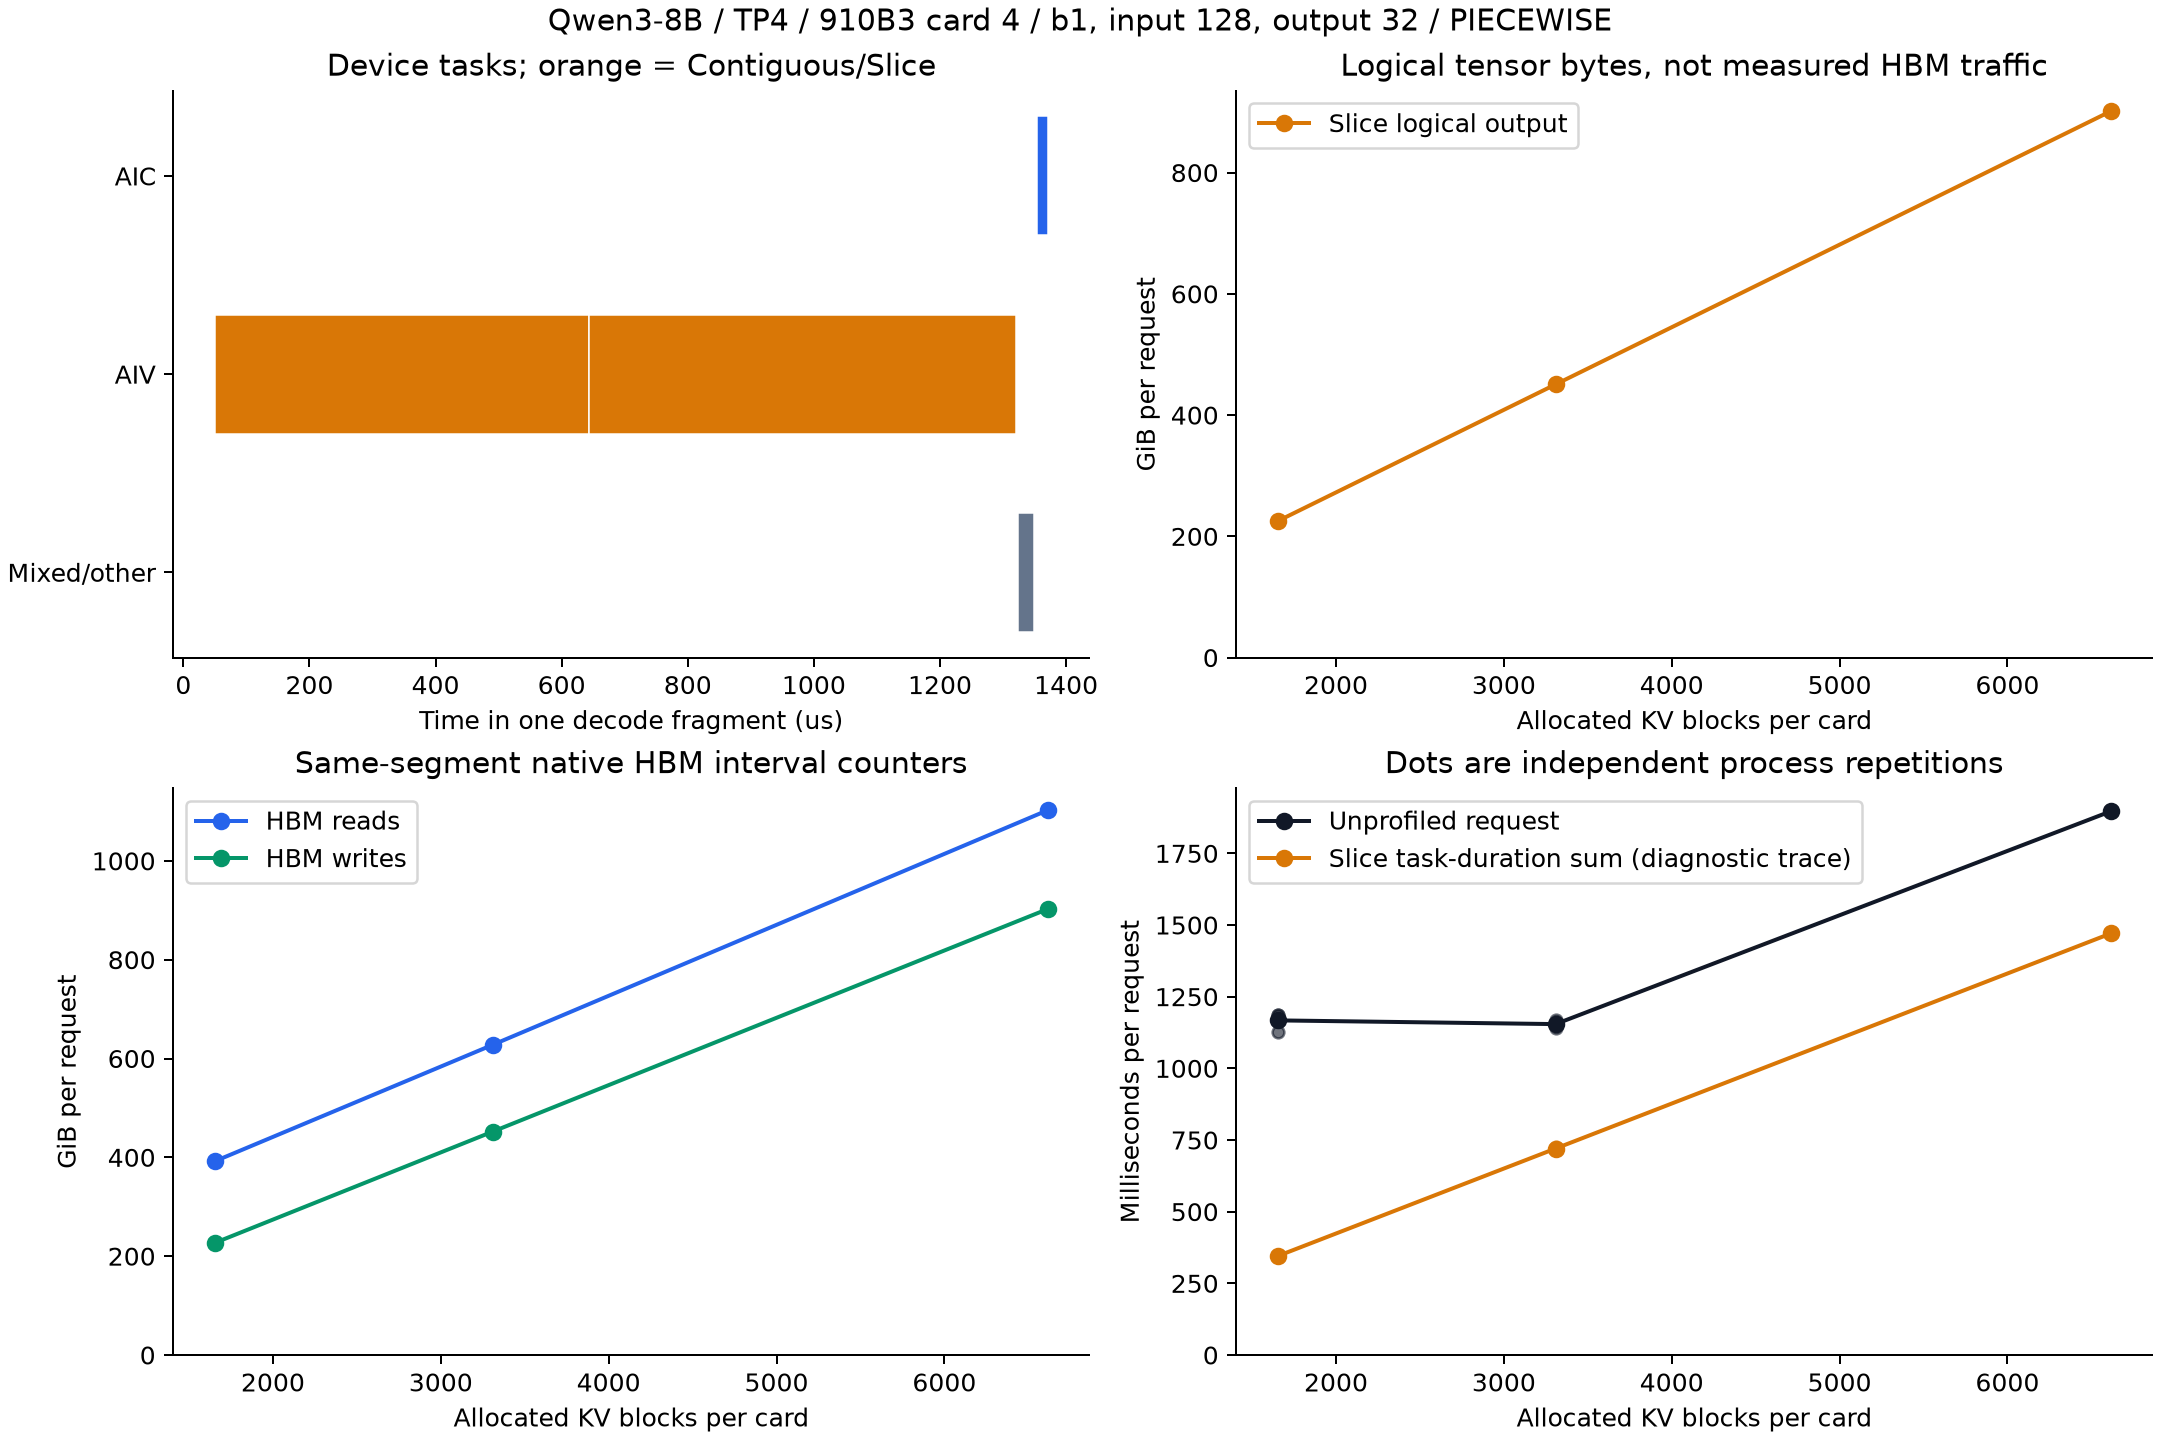 Qwen3-8B / TP4 / 910B3 card 4 / b1, input 128, output 32 / PIECEWISE
Device tasks; orange = Contiguous/Slice
AIC
AIV
Mixed/other
0 200 400 600 800 1000 1200 1400
Time in one decode fragment (us)
Logical tensor bytes, not measured HBM traffic
Slice logical output
GiB per request
800
600
400
200
0
2000 3000 4000 5000 6000
Allocated KV blocks per card
Same-segment native HBM interval counters
HBM reads
HBM writes
GiB per request
1000
800
600
400
200
0
2000 3000 4000 5000 6000
Allocated KV blocks per card
Dots are independent process repetitions
Unprofiled request
Slice task-duration sum (diagnostic trace)
Milliseconds per request
1750
1500
1250
1000
750
500
250
0
2000 3000 4000 5000 6000
Allocated KV blocks per card